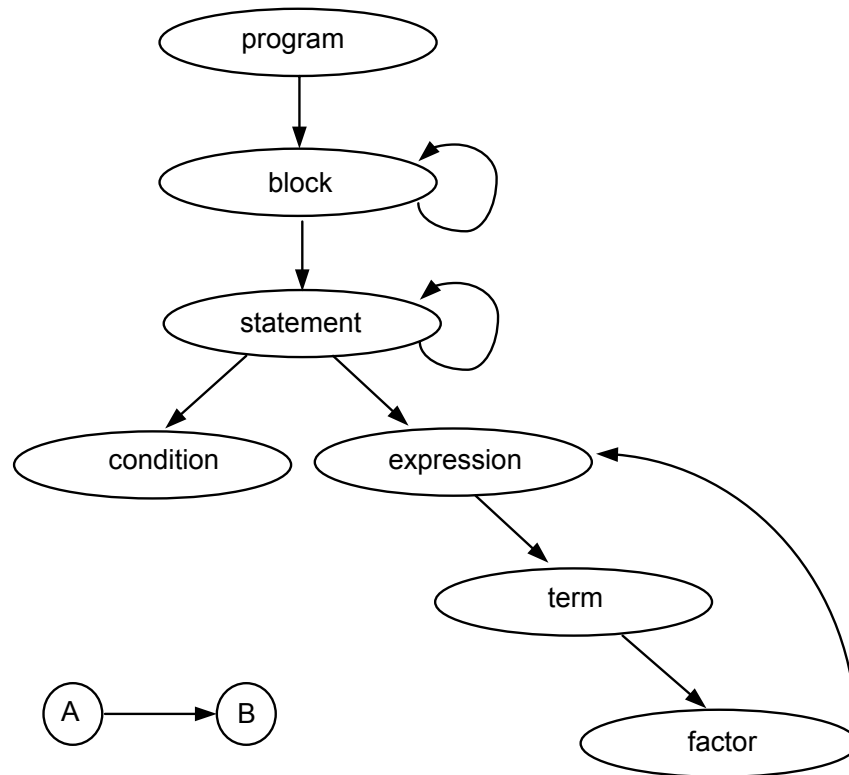 program
block
statement
condition
expression
term
A
B
factor